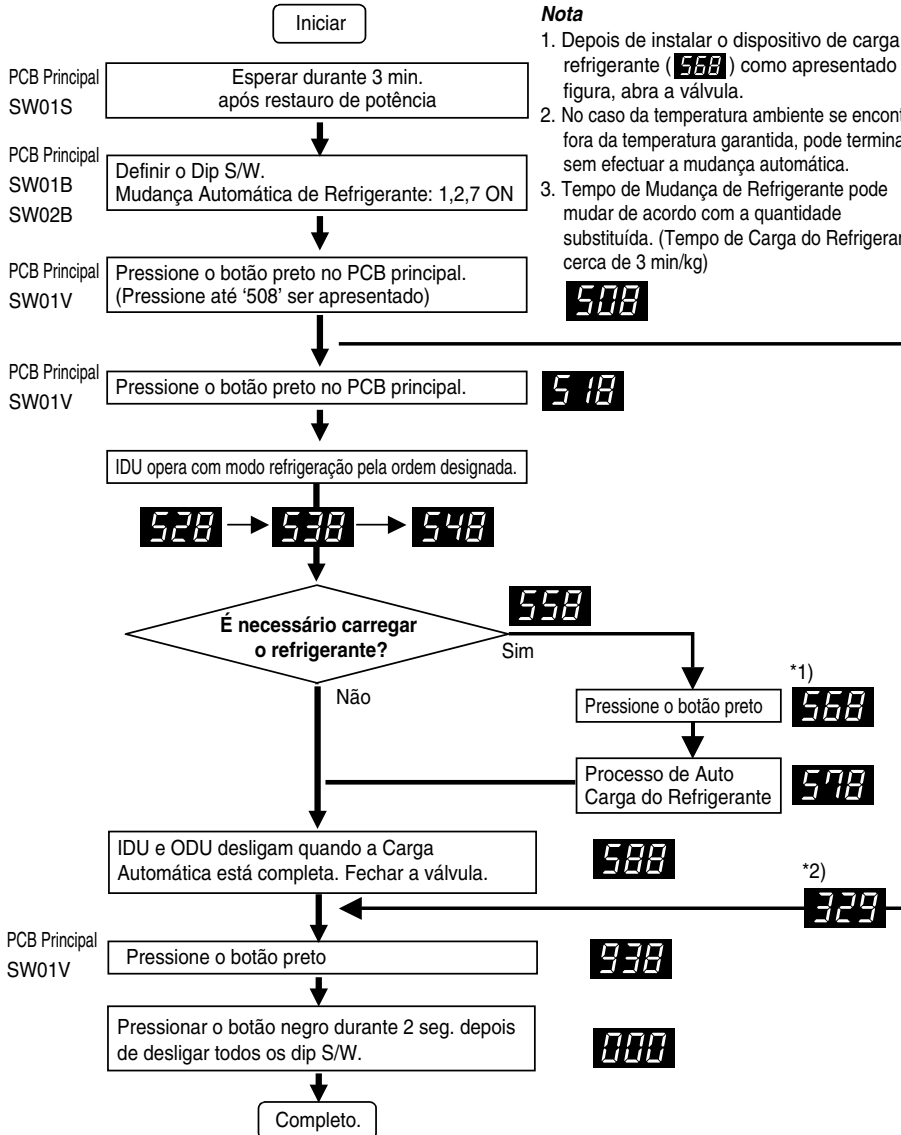 Iniciar
PCB Principal
SW01S
Esperar durante 3 min.
após restauro de potência
PCB Principal
SW01B
SW02B
Definir o Dip S/W.
Mudança Automática de Refrigerante: 1,2,7 ON
PCB Principal
SW01V
Pressione o botão preto no PCB principal.
(Pressione até ‘508’ ser apresentado)
Nota
1. Depois de instalar o dispositivo de carga
refrigerante ( 568 ) como apresentado
figura, abra a válvula.
2. No caso da temperatura ambiente se
fora da temperatura garantida, pode
sem efectuar a mudança automática.
3. Tempo de Mudança de Refrigerante pode
mudar de acordo com a quantidade
substituída. (Tempo de Carga do
cerca de 3 min/kg)
508
PCB Principal
SW01V
Pressione o botão preto no PCB principal.
518
IDU opera com modo refrigeração pela ordem designada.
528 538 548
É necessário carregar
o refrigerante?
558
Sim
Não
*1)
Pressione o botão preto
568
Processo de Auto
Carga do Refrigerante
578
IDU e ODU desligam quando a Carga
Automática está completa. Fechar a válvula.
588
*2)
329
PCB Principal
SW01V
Pressione o botão preto
938
Pressionar o botão negro durante 2 seg. depois
de desligar todos os dip S/W.
000
Completo.